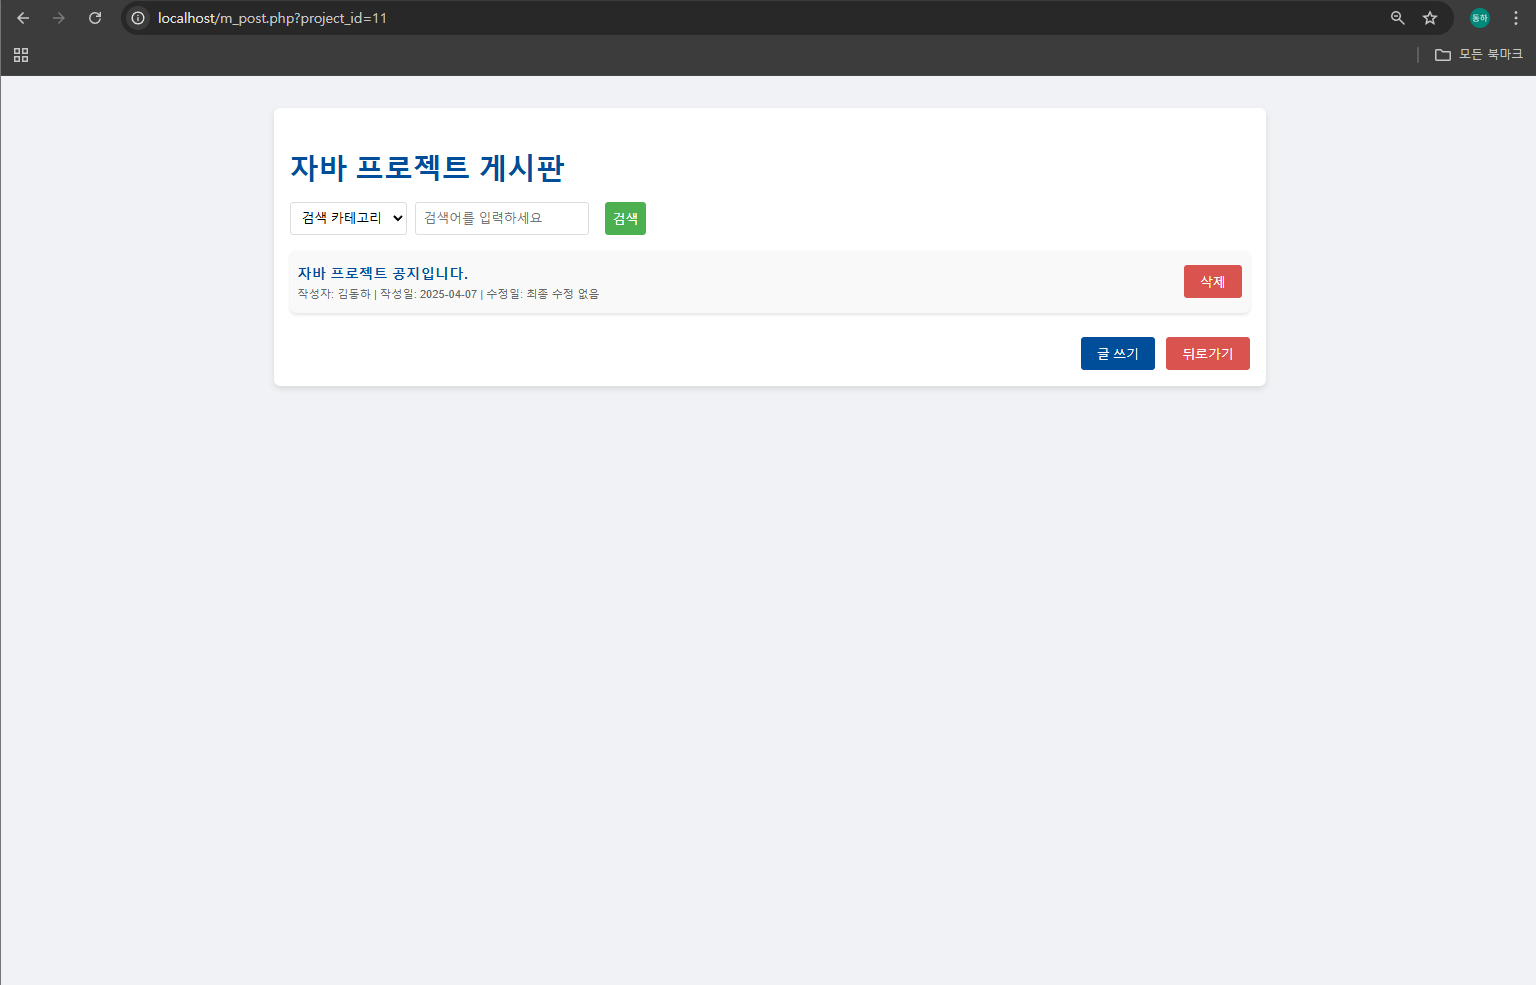 localhost/m_post.php?project_id=11
동하
모든 북마크
자바 프로젝트 게시판
검색 카테고리 검색어를 입력하세요 검색
자바 프로젝트 공지입니다.
작성자: 김동하 | 작성일: 2025-04-07 | 수정일: 최종 수정 없음
삭제
글 쓰기 뒤로가기